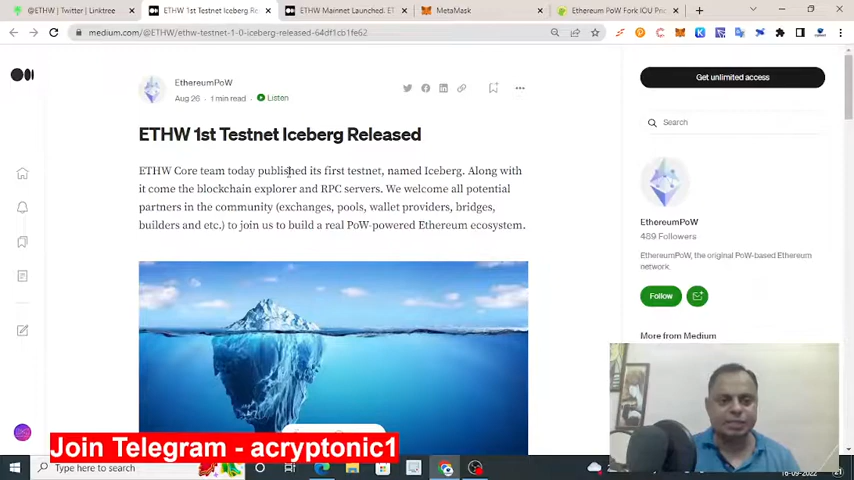 @ETHW | Twitter | Linktree
ETHW 1st Testnet Iceberg Re
ETHW Mainnet Launched. ET
MetaMask
Ethereum PoW Fork IOU Pric
medium.com/@ETHW/ethw-testnet-1-0-iceberg-released-64df1cb1fe62
EthereumPoW
Aug 26 · 1 min read · Listen
ETHW 1st Testnet Iceberg Released
ETHW Core team today published its first testnet, named Iceberg. Along with
it come the blockchain explorer and RPC servers. We welcome all potential
partners in the community (exchanges, pools, wallet providers, bridges,
builders and etc.) to join us to build a real PoW-powered Ethereum ecosystem.
Get unlimited access
Search
EthereumPoW
489 Followers
EthereumPoW, the original PoW-based Ethereum
network.
Follow
More from Medium
Join Telegram - acryptonic1
Type here to search
16-09-2022